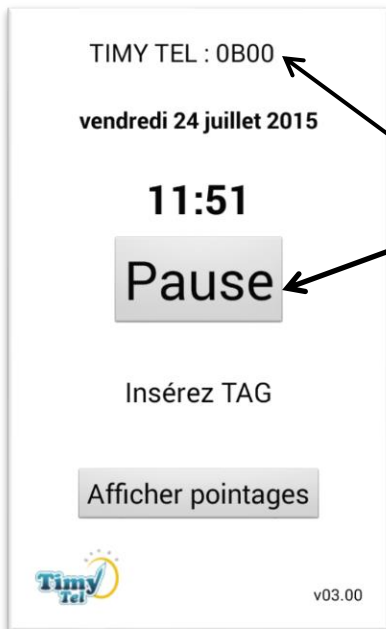 TIMY TEL : 0B00
vendredi 24 juillet 2015
11:51
Pause
Insérez TAG
Afficher pointages
Timy
Tel
v03.00